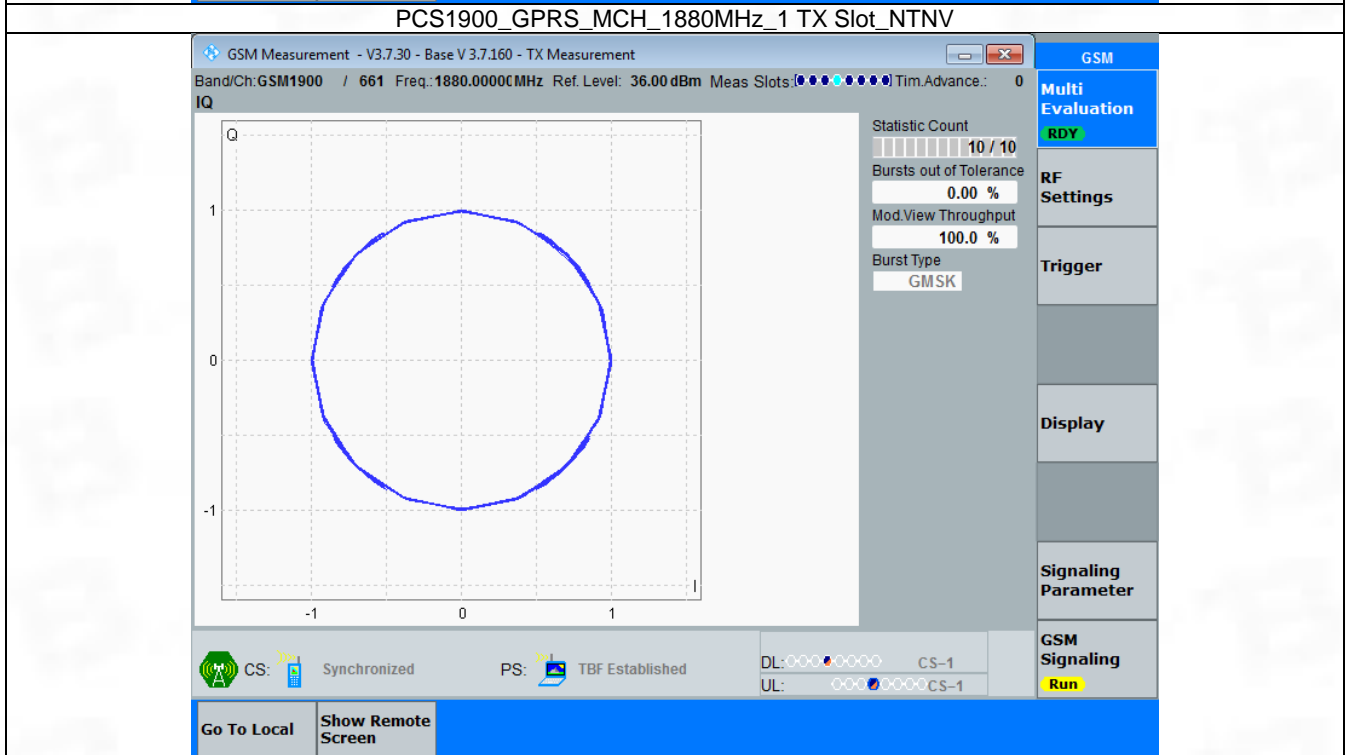 PCS1900_GPRS_MCH_1880MHz_1 TX Slot_NTNV
GSM Measurement - V3.7.30 - Base V 3.7.160 - TX Measurement
Band/Ch: GSM1900 / 661 Freq.: 1880.00000 MHz Ref. Level: 36.00 dBm Meas Slots: Tim.Advance.: 0
IQ
Q
1
0
-1
-1 0 1
I
Statistic Count
10 / 10
Bursts out of Tolerance
0.00 %
Mod.View Throughput
100.0 %
Burst Type
GMSK
CS: Synchronized PS: TBF Established
DL: CS-1
UL: CS-1
GSM
Multi
Evaluation
RDY
RF
Settings
Trigger
Display
Signaling
Parameter
GSM
Signaling
Run
Go To Local
Show Remote
Screen